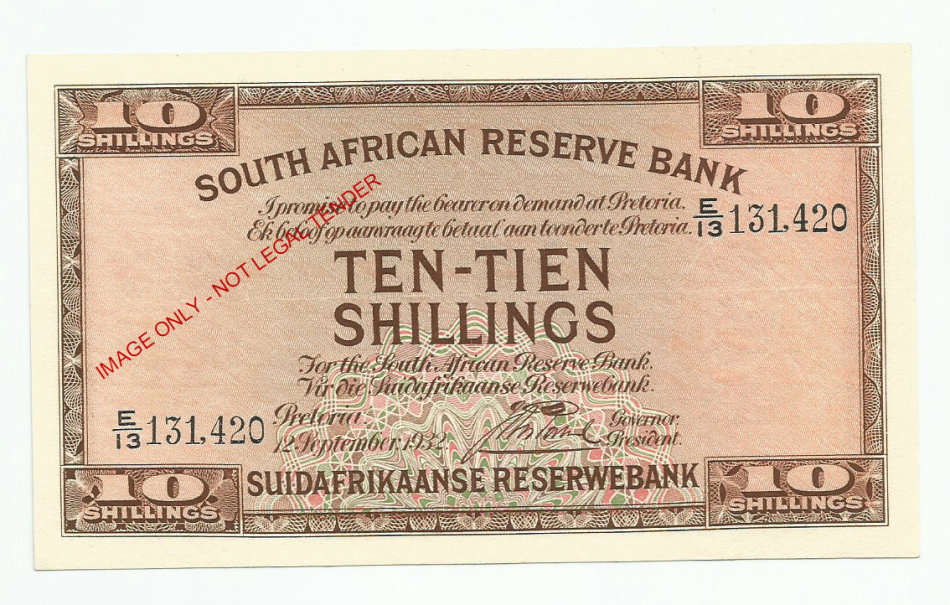 10 SHILLINGS
10 SHILLINGS
SOUTH AFRICAN RESERVE BANK
I promise to pay the bearer on demand at Pretoria.
Ek beloof op aanvraag te betaal aan toonder te Pretoria.
E/13 131,420
IMAGE ONLY - NOT LEGAL TENDER
TEN-TIEN
SHILLINGS
For the South African Reserve Bank.
Vir die Suidafrikaanse Reserwebank.
E/13 131,420
Pretoria.
12 September 1932
Governor,
President.
SUIDAFRIKAANSE RESERWEBANK
10 SHILLINGS
10 SHILLINGS